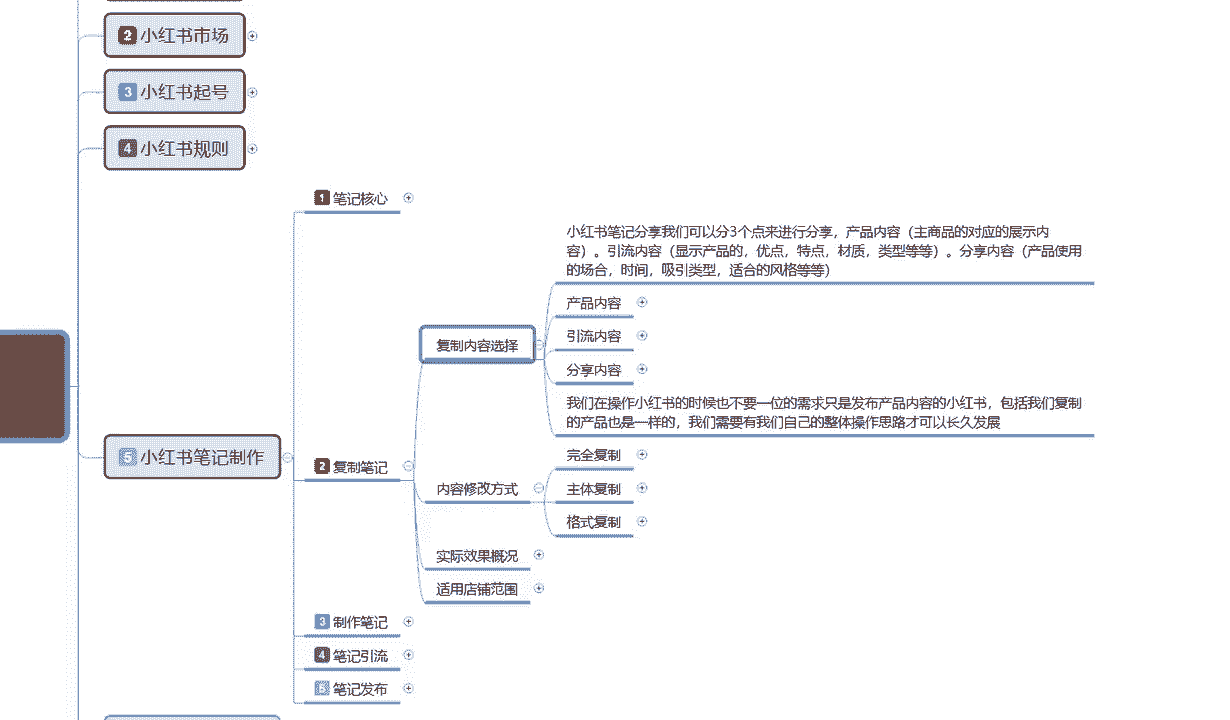 2 小红书市场
3 小红书起号
4 小红书规则
1 笔记核心
小红书笔记分享我们可以分3个点来进行分享，产品内容（主商品的对应的展示内
容）。引流内容（显示产品的，优点，特点，材质，类型等等）。分享内容（产品使用
的场合，时间，吸引类型，适合的风格等等）
产品内容
引流内容
复制内容选择
分享内容
我们在操作小红书的时候也不要一位的需求只是发布产品内容的小红书，包括我们复制
的产品也是一样的，我们需要有我们自己的整体操作思路才可以长久发展
5 小红书笔记制作
2 复制笔记
完全复制
内容修改方式
主体复制
格式复制
实际效果概况
适用店铺范围
3 制作笔记
4 笔记引流
5 笔记发布